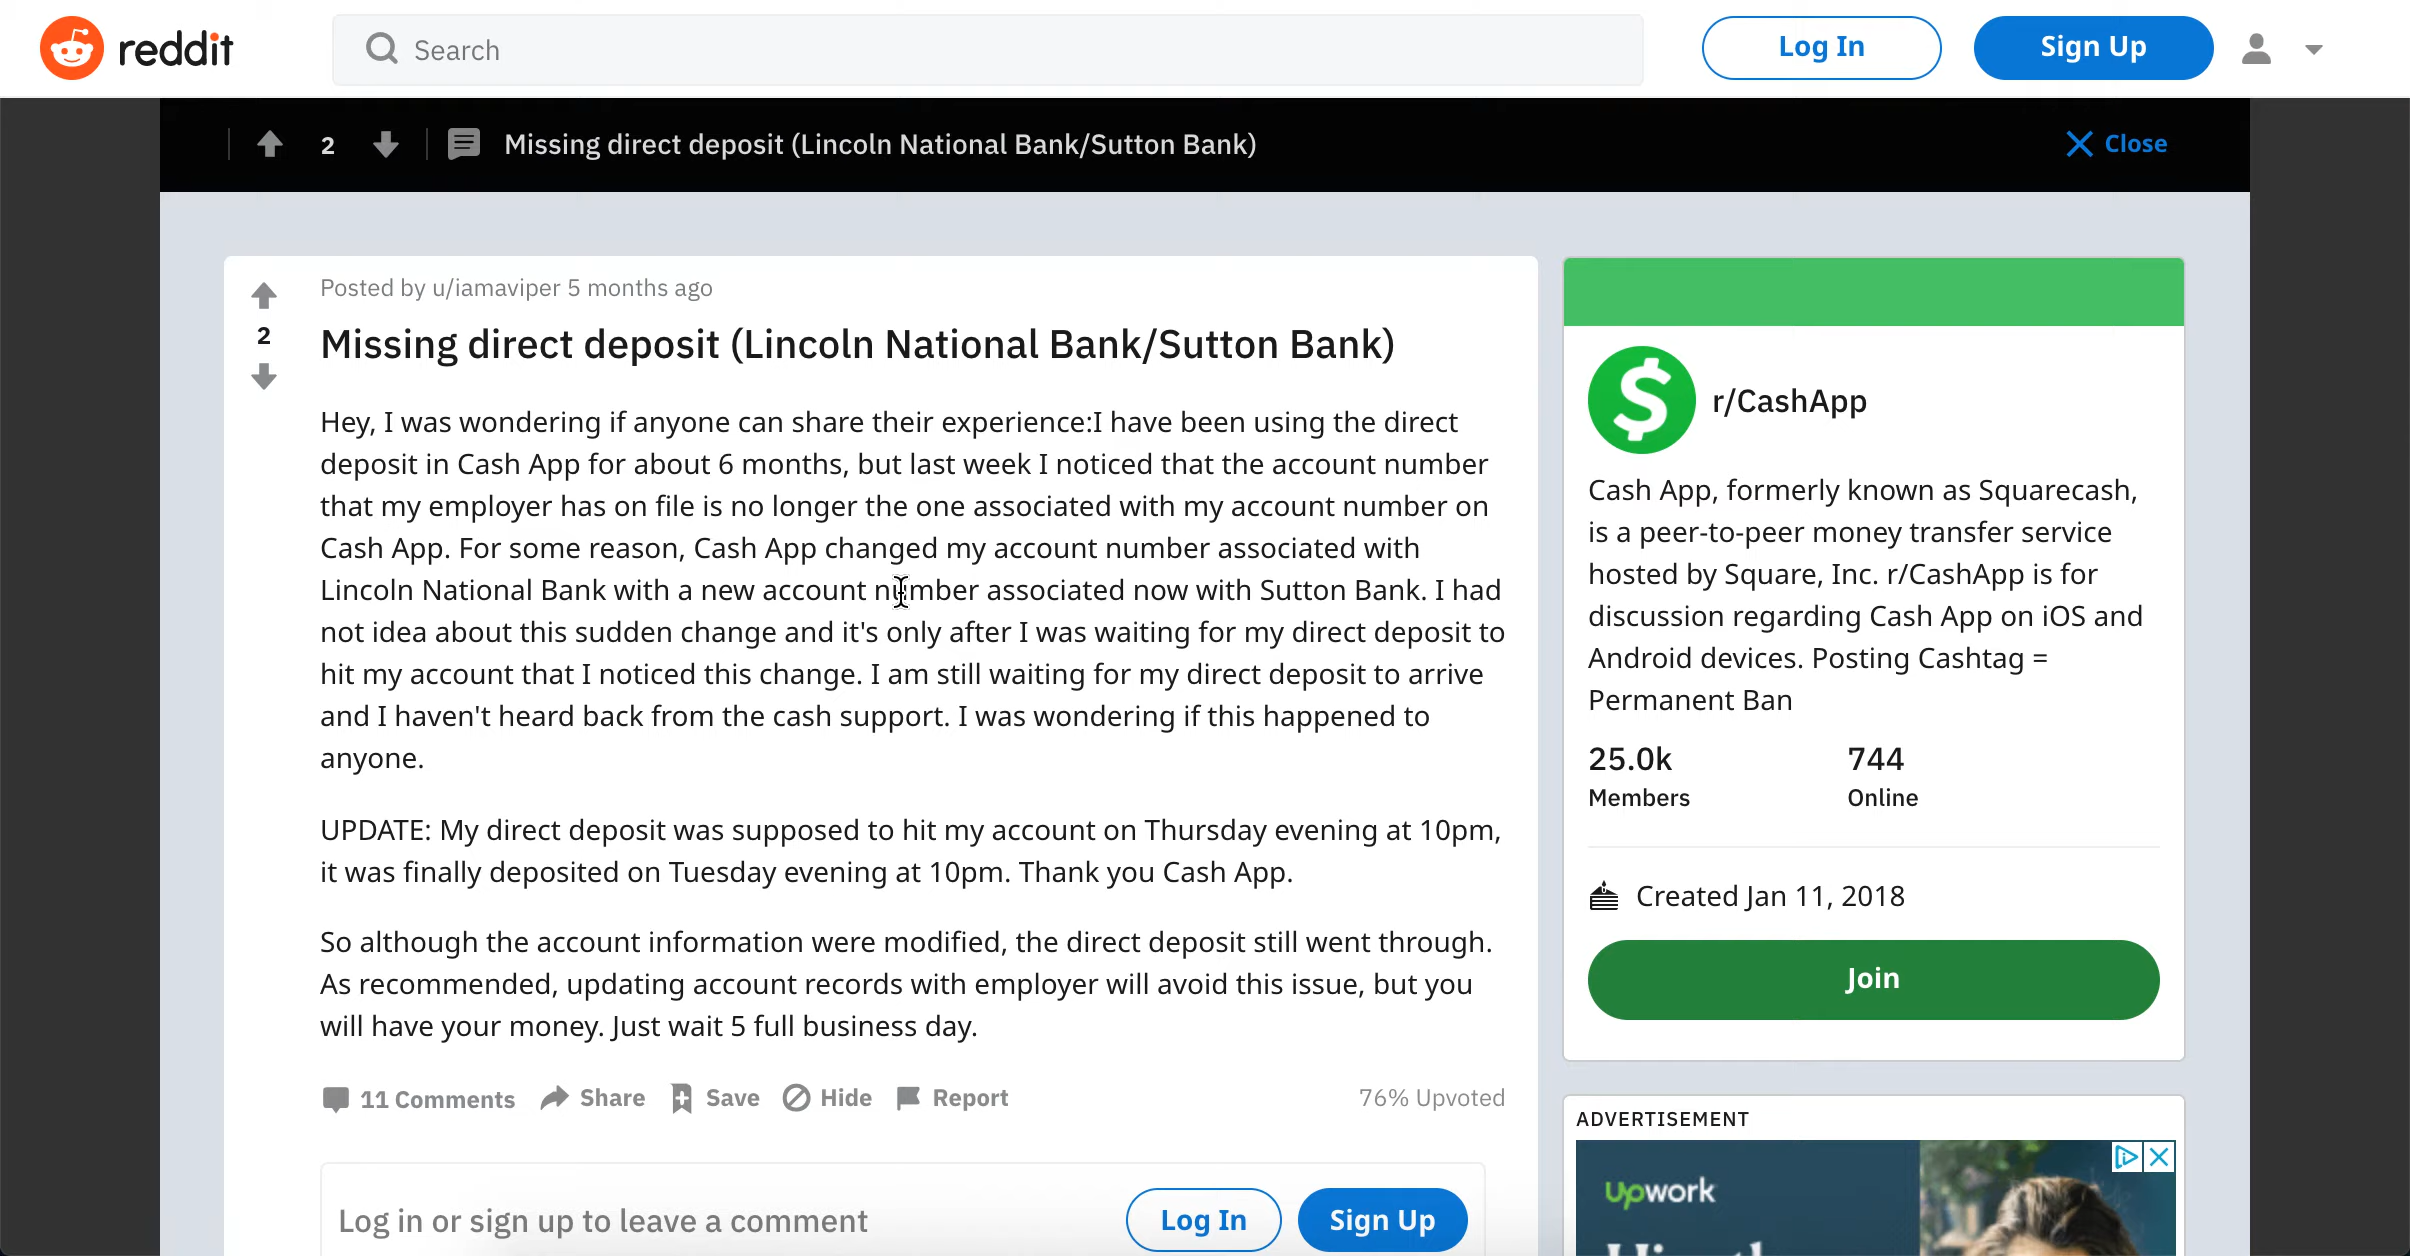 reddit
Search
Log In
Sign Up
2
Missing direct deposit (Lincoln National Bank/Sutton Bank)
Close
2
Posted by u/iamaviper 5 months ago
Missing direct deposit (Lincoln National Bank/Sutton Bank)
Hey, I was wondering if anyone can share their experience:I have been using the direct
deposit in Cash App for about 6 months, but last week I noticed that the account number
that my employer has on file is no longer the one associated with my account number on
Cash App. For some reason, Cash App changed my account number associated with
Lincoln National Bank with a new account number associated now with Sutton Bank. I had
not idea about this sudden change and it's only after I was waiting for my direct deposit to
hit my account that I noticed this change. I am still waiting for my direct deposit to arrive
and I haven't heard back from the cash support. I was wondering if this happened to
anyone.
UPDATE: My direct deposit was supposed to hit my account on Thursday evening at 10pm,
it was finally deposited on Tuesday evening at 10pm. Thank you Cash App.
So although the account information were modified, the direct deposit still went through.
As recommended, updating account records with employer will avoid this issue, but you
will have your money. Just wait 5 full business day.
11 Comments
Share
Save
Hide
Report
76% Upvoted
Log in or sign up to leave a comment
Log In
Sign Up
r/CashApp
Cash App, formerly known as Squarecash,
is a peer-to-peer money transfer service
hosted by Square, Inc. r/CashApp is for
discussion regarding Cash App on iOS and
Android devices. Posting Cashtag =
Permanent Ban
25.0k
744
Members
Online
Created Jan 11, 2018
Join
ADVERTISEMENT
Upwork